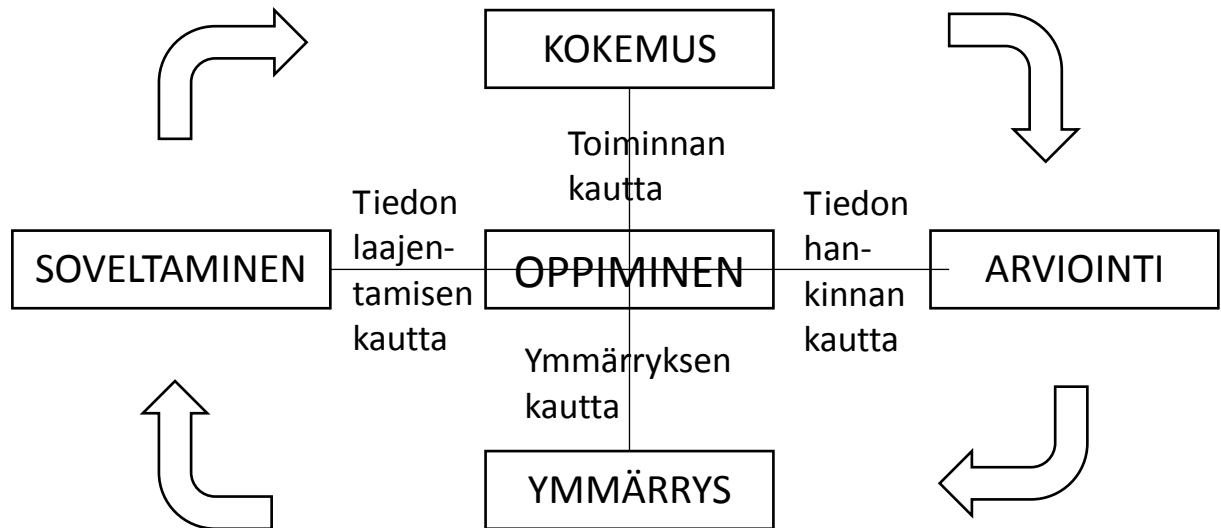 KOKEMUS
Toiminnan
kautta
Tiedon
laajen-
tamisen
kautta
Tiedon
han-
kinnan
kautta
SOVELTAMINEN
OPPIMINEN
ARVIOINTI
Ymmärryksen
kautta
YMMÄRRYS